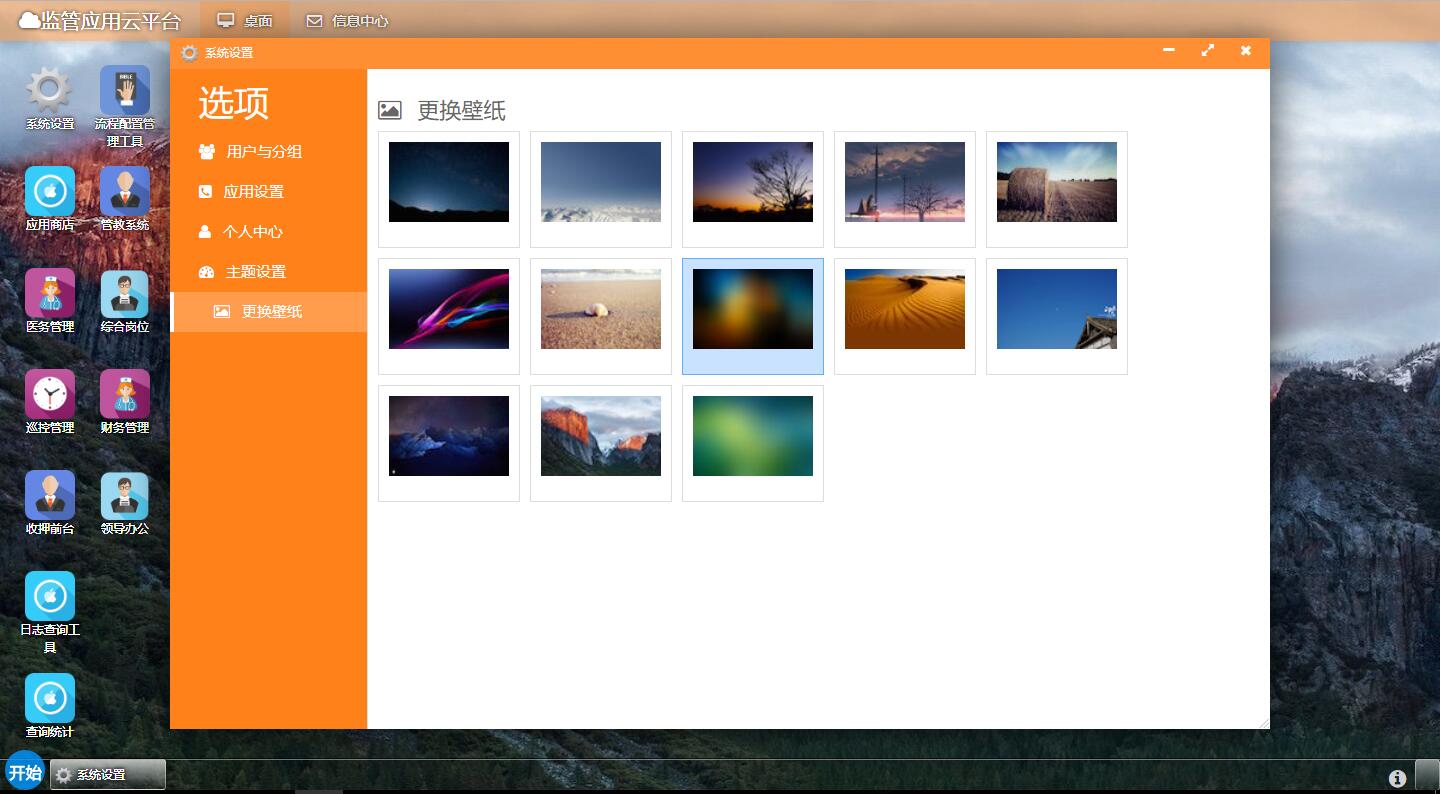 监管应用云平台
桌面
信息中心
系统设置
选项
用户与分组
应用设置
个人中心
主题设置
更换壁纸
更换壁纸
系统设置
流程配置管
理工具
BIBLE
应用商店
管教系统
医务管理
综合岗位
巡控管理
财务管理
收押前台
领导办公
日志查询工
具
查询统计
开始
系统设置